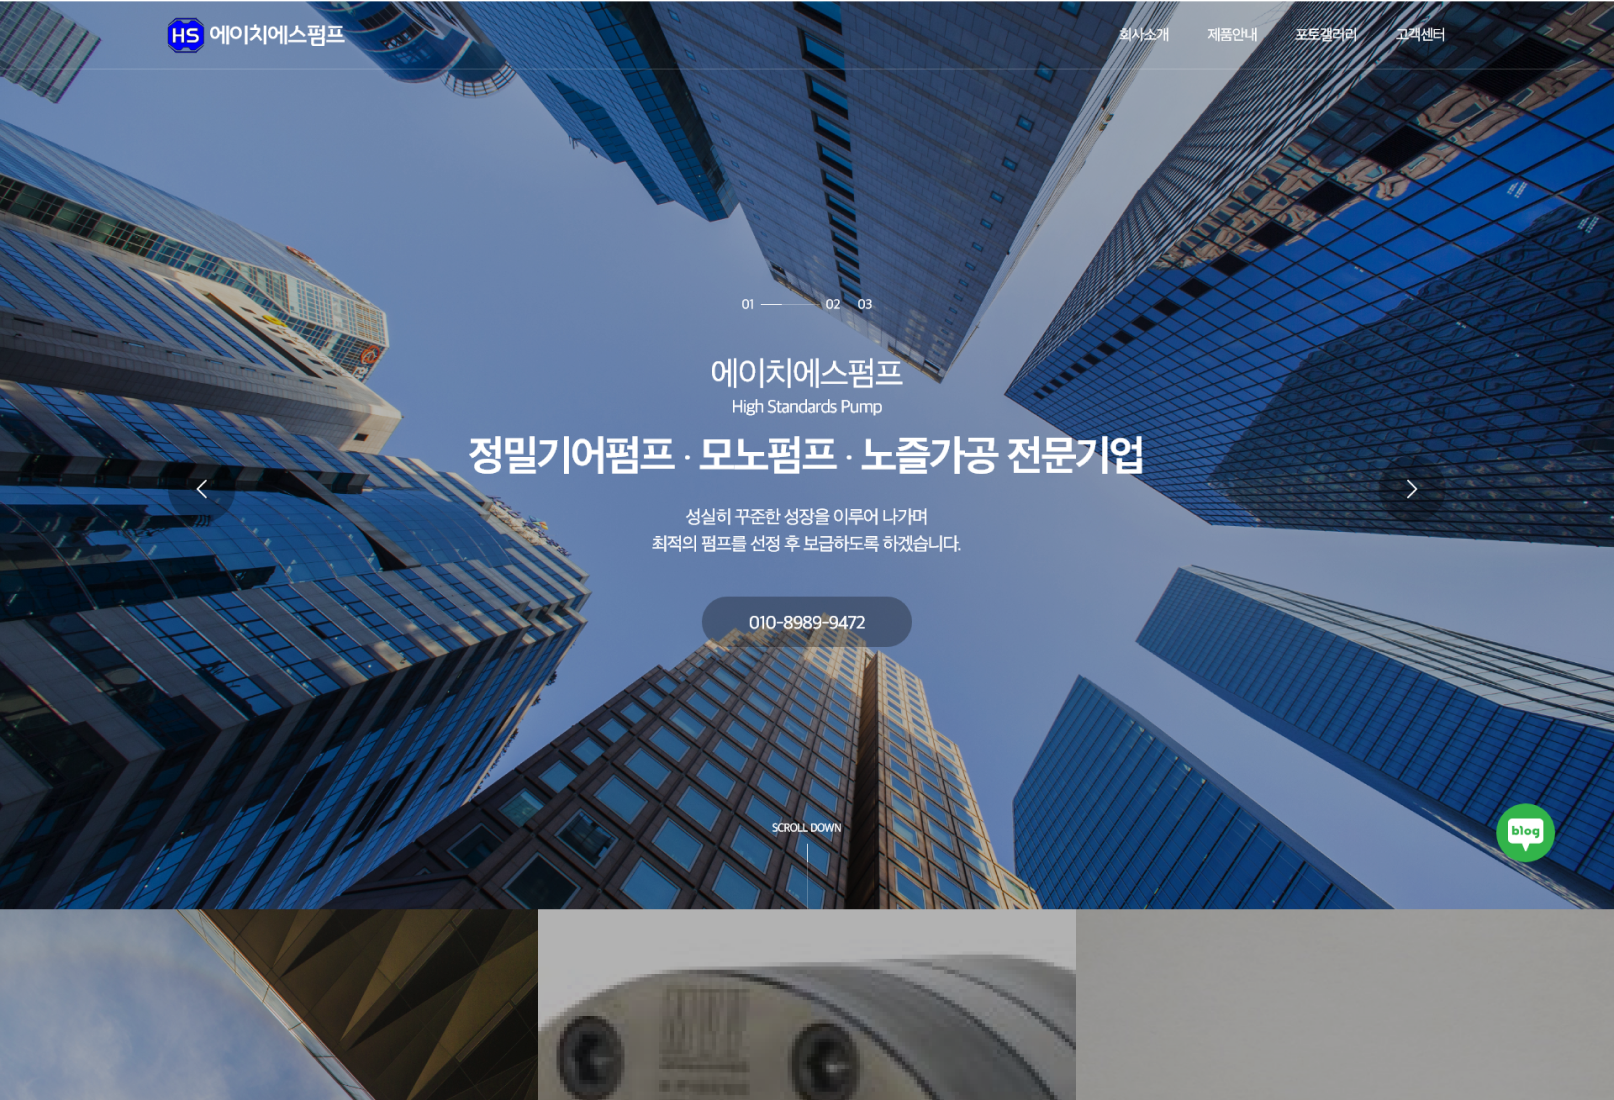 HS 에이치에스펌프
회사소개 제품안내 포토갤러리 고객센터
01 02 03
에이치에스펌프
High Standards Pump
정밀기어펌프 · 모노펌프 · 노즐가공 전문기업
성실히 꾸준한 성장을 이루어 나가며
최적의 펌프를 선정 후 보급하도록 하겠습니다.
010-8989-9472
SCROLL DOWN
blog